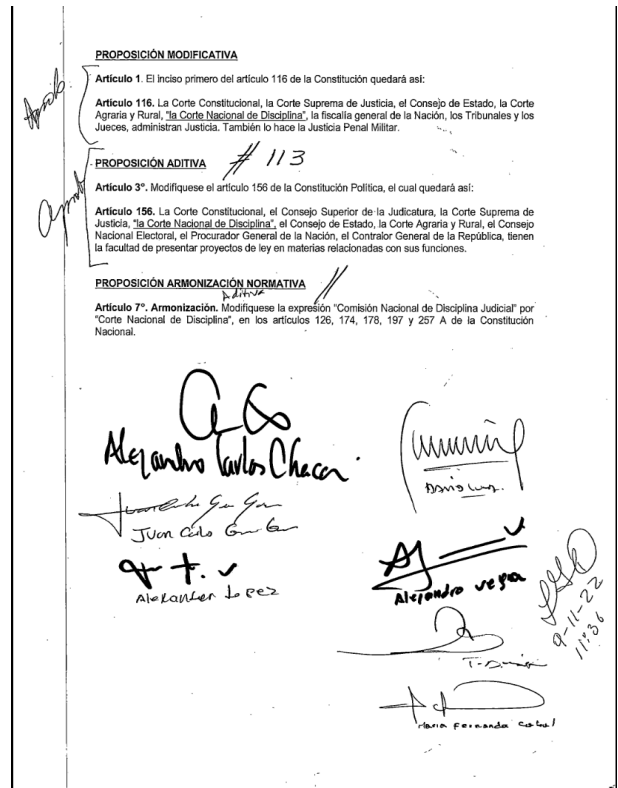 PROPOSICIÓN MODIFICATIVA
Artículo 1. El inciso primero del artículo 116 de la Constitución quedará así:
Artículo 116. La Corte Constitucional, la Corte Suprema de Justicia, el Consejo de Estado, la Corte
Agraria y Rural, "la Corte Nacional de Disciplina", la fiscalía general de la Nación, los Tribunales y los
Jueces, administran Justicia. También lo hace la Justicia Penal Militar.
PROPOSICIÓN ADITIVA # 113
Artículo 3°. Modifíquese el artículo 156 de la Constitución Política, el cual quedará así:
Artículo 156. La Corte Constitucional, el Consejo Superior de la Judicatura, la Corte Suprema de
Justicia, "la Corte Nacional de Disciplina", el Consejo de Estado, la Corte Agraria y Rural, el Consejo
Nacional Electoral, el Procurador General de la Nación, el Contralor General de la República, tienen
la facultad de presentar proyectos de ley en materias relacionadas con sus funciones.
PROPOSICIÓN ARMONIZACIÓN NORMATIVA
Aditiva
Artículo 7°. Armonización. Modifíquese la expresión "Comisión Nacional de Disciplina Judicial" por
"Corte Nacional de Disciplina", en los artículos 126, 174, 178, 197 y 257 A de la Constitución
Nacional.
Alejandro Carlos Chacon
Juan Carlos
Alexander Lopez
Alejandro Vega
9-11-22
11:36
Maria Fernanda Cabal